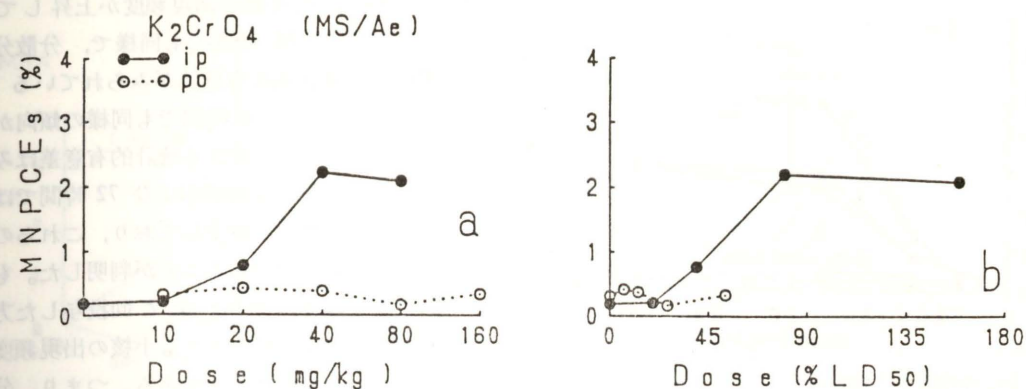 K2CrO4 (MS/Ae)
ip
po
MNPCEs (%)
4
3
2
1
0
10 20 40 80 160
Dose (mg/kg)
a
4
3
2
1
0
0 45 90 135 180
Dose (% LD50)
b